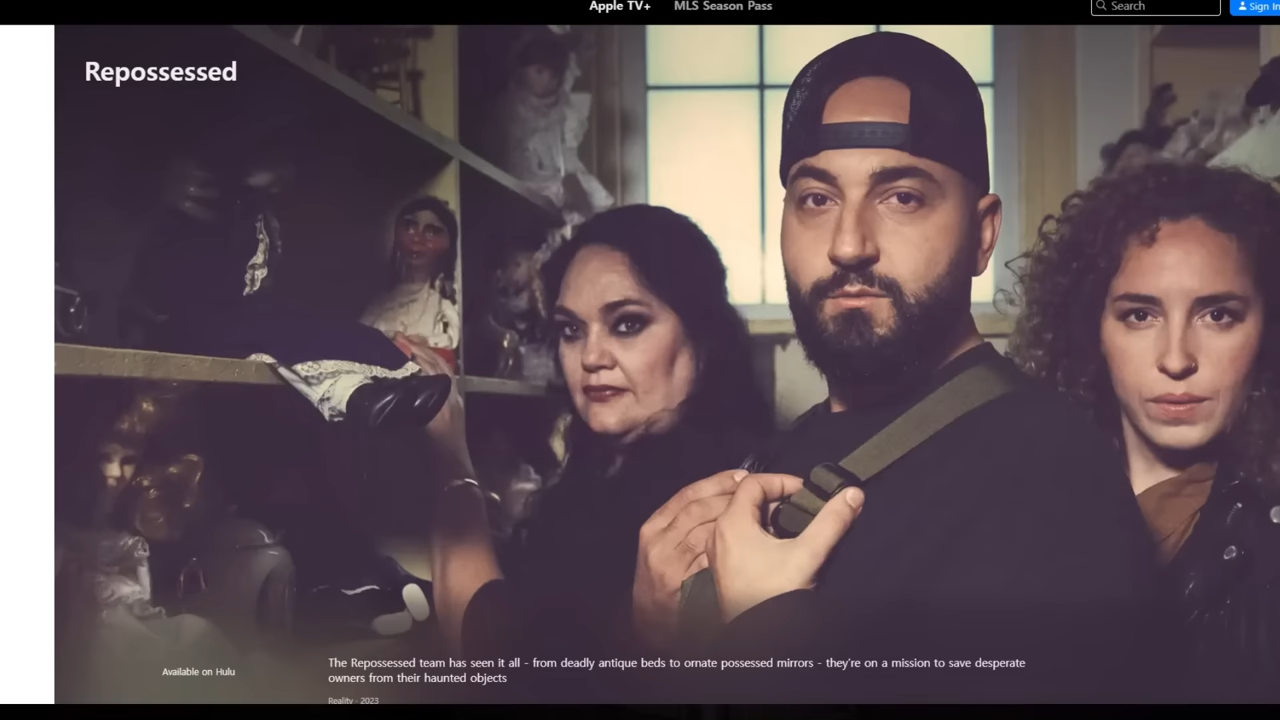 Apple TV+ MLS Season Pass Search Sign In
Repossessed
The Repossessed team has seen it all - from deadly antique beds to ornate possessed mirrors - they're on a mission to save desperate
owners from their haunted objects
Available on Hulu
Reality · 2023